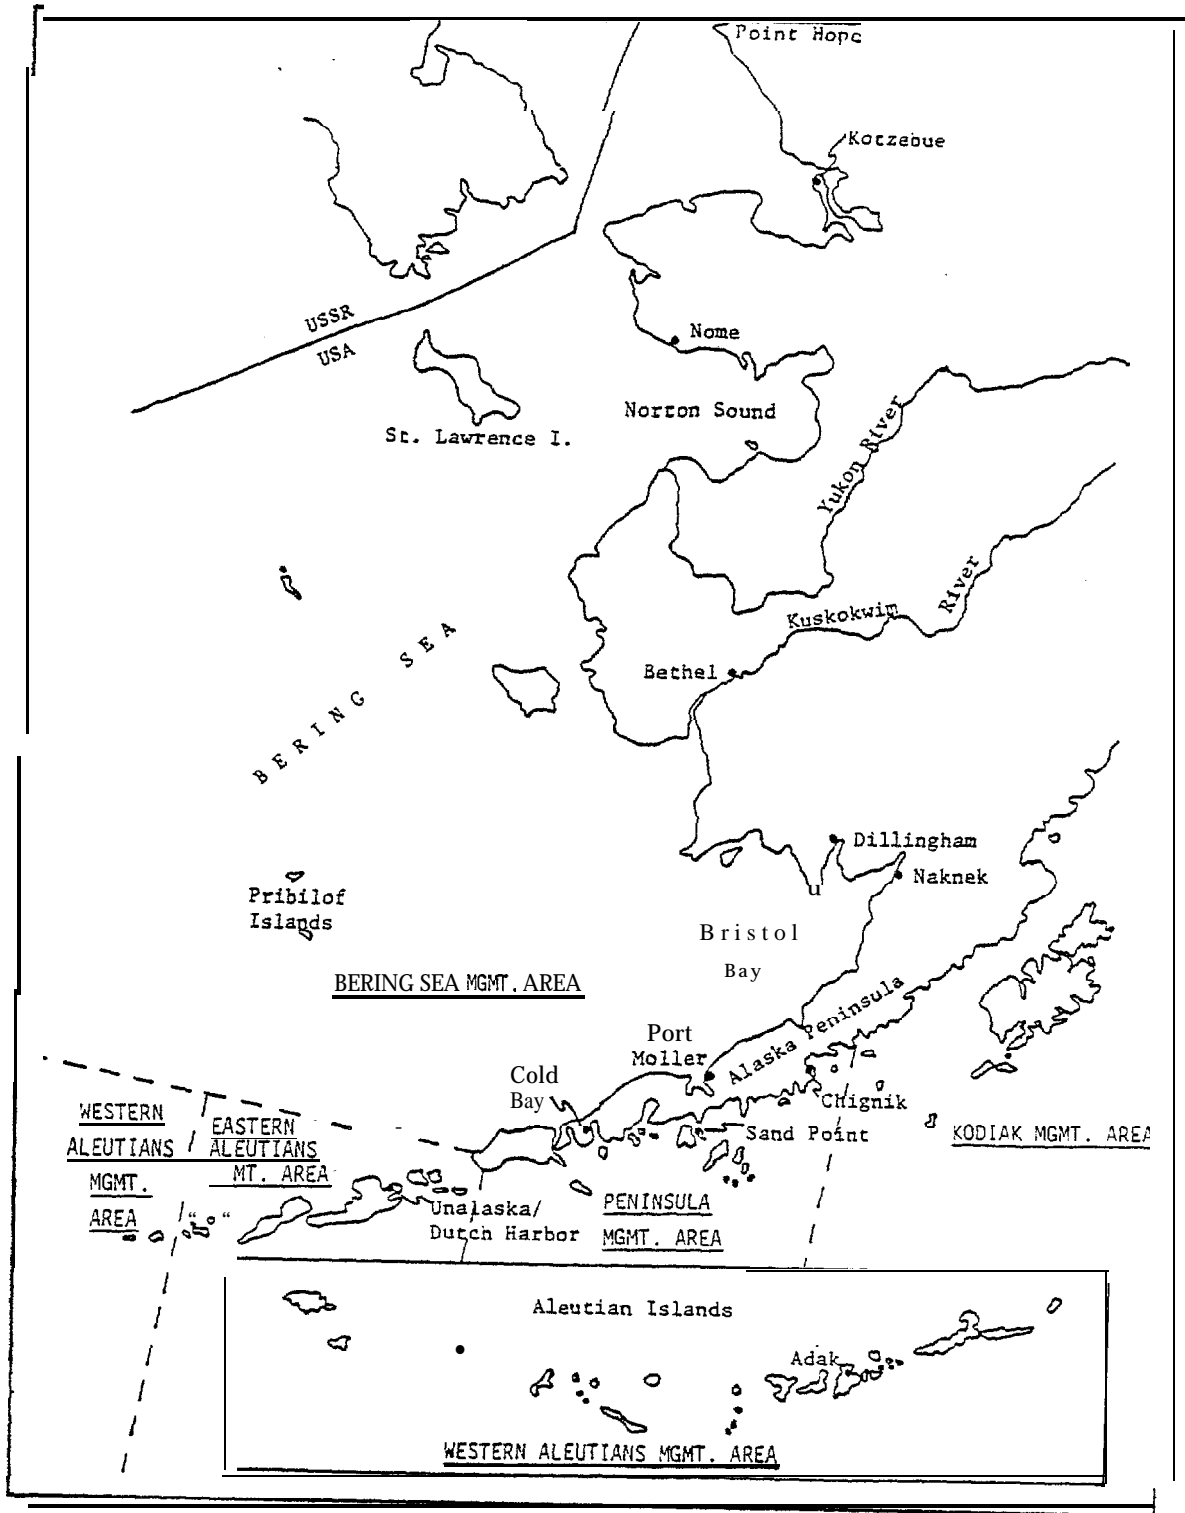 Point Hope
Kotzebue
USSR
USA
Nome
Norton Sound
St. Lawrence I.
Yukon River
Kuskokwim
River
Bethel
BERING SEA
Dillingham
Naknek
u
Pribilof
Islands
Bristol
Bay
BERING SEA MGMT. AREA
Alaska Peninsula
Port
Moller
Cold
Bay
Chignik
Sand Point
KODIAK MGMT. AREA
WESTERN
ALEUTIANS
MGMT.
AREA
EASTERN
ALEUTIANS
MT. AREA
Unalaska/
Dutch Harbor
PENINSULA
MGMT. AREA
Aleutian Islands
Adak
WESTERN ALEUTIANS MGMT. AREA